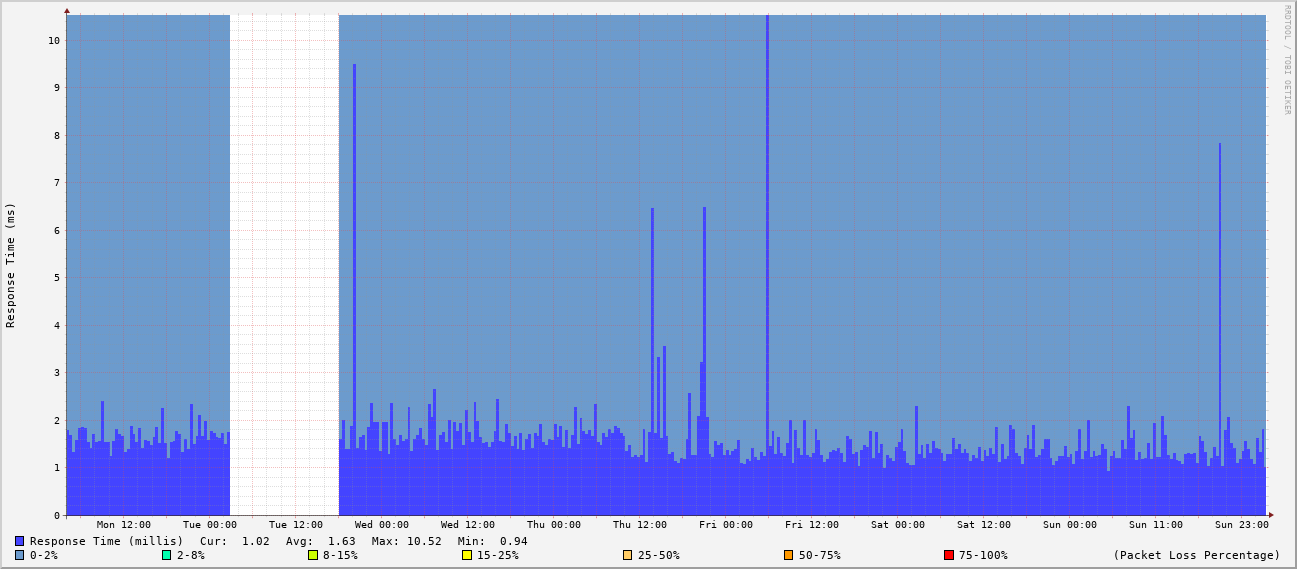 RRDTOOL / TOBI OETIKER
Response Time (ms)
10
9
8
7
6
5
4
3
2
1
0
Mon 12:00 Tue 00:00 Tue 12:00 Wed 00:00 Wed 12:00 Thu 00:00 Thu 12:00 Fri 00:00 Fri 12:00 Sat 00:00 Sat 12:00 Sun 00:00 Sun 11:00 Sun 23:00
Response Time (millis) Cur: 1.02 Avg: 1.63 Max: 10.52 Min: 0.94
0-2% 2-8% 8-15% 15-25% 25-50% 50-75% 75-100% (Packet Loss Percentage)